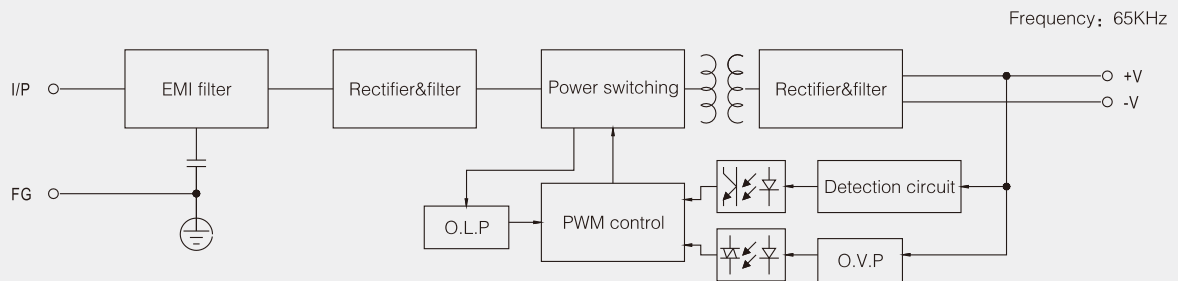 Frequency: 65KHz
I/P
EMI filter
Rectifier&filter
Power switching
Rectifier&filter
+V
-V
FG
O.L.P
PWM control
Detection circuit
O.V.P